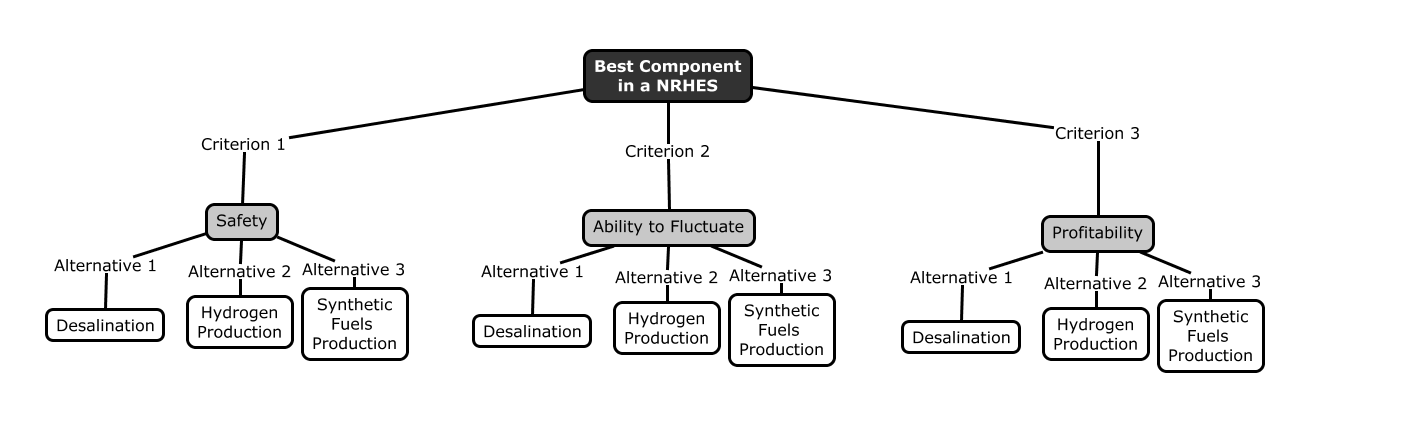 Best Component
in a NRHES
Criterion 1
Criterion 2
Criterion 3
Safety
Ability to Fluctuate
Profitability
Alternative 1
Alternative 2
Alternative 3
Desalination
Hydrogen
Production
Synthetic
Fuels
Production
Alternative 1
Alternative 2
Alternative 3
Desalination
Hydrogen
Production
Synthetic
Fuels
Production
Alternative 1
Alternative 2
Alternative 3
Desalination
Hydrogen
Production
Synthetic
Fuels
Production